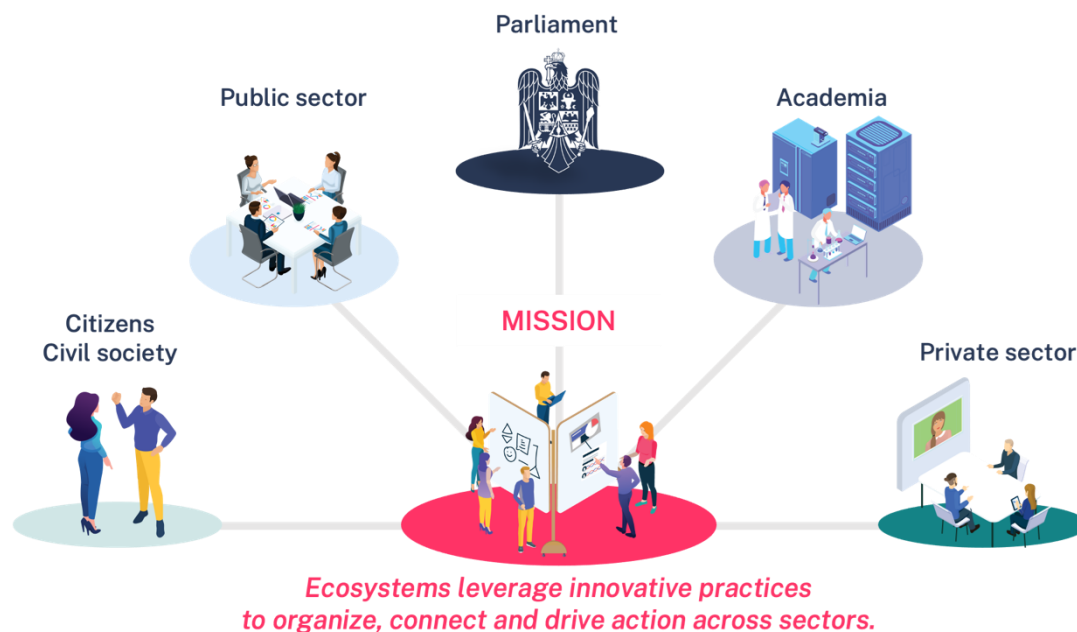 Parliament
Public sector
Academia
MISSION
Citizens
Civil society
Private sector
Ecosystems leverage innovative practices
to organize, connect and drive action across sectors.